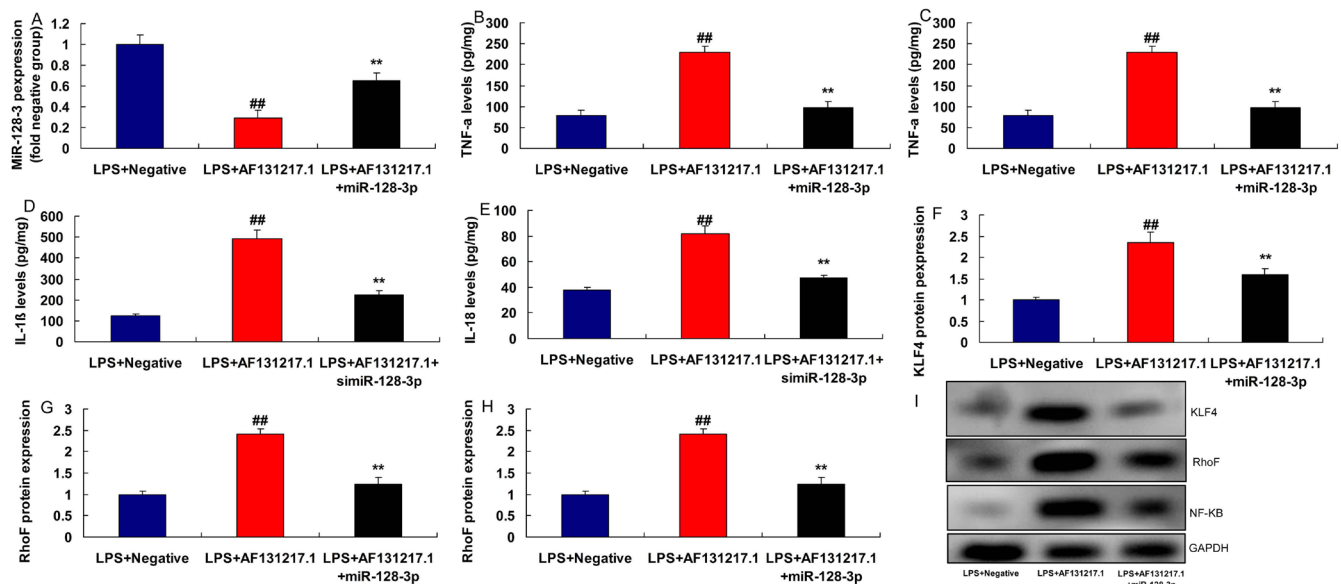 A
MiR-128-3 pexpression
(fold negative group)
1.2
1
0.8
0.6
0.4
0.2
0
##
**
LPS+Negative LPS+AF131217.1 LPS+AF131217.1
+miR-128-3p
B
TNF-a levels (pg/mg)
300
250
200
150
100
50
0
##
**
LPS+Negative LPS+AF131217.1 LPS+AF131217.1
+miR-128-3p
C
TNF-a levels (pg/mg)
300
250
200
150
100
50
0
##
**
LPS+Negative LPS+AF131217.1 LPS+AF131217.1
+miR-128-3p
D
IL-1ß levels (pg/mg)
600
500
400
300
200
100
0
##
**
LPS+Negative LPS+AF131217.1 LPS+AF131217.1+
simiR-128-3p
E
IL-18 levels (pg/mg)
100
80
60
40
20
0
##
**
LPS+Negative LPS+AF131217.1 LPS+AF131217.1+
simiR-128-3p
F
KLF4 protein pexpression
3
2.5
2
1.5
1
0.5
0
##
**
LPS+Negative LPS+AF131217.1 LPS+AF131217.1
+miR-128-3p
G
RhoF protein expression
3
2.5
2
1.5
1
0.5
0
##
**
LPS+Negative LPS+AF131217.1 LPS+AF131217.1
+miR-128-3p
H
RhoF protein expression
3
2.5
2
1.5
1
0.5
0
##
**
LPS+Negative LPS+AF131217.1 LPS+AF131217.1
+miR-128-3p
I
KLF4
RhoF
NF-KB
GAPDH
LPS+Negative LPS+AF131217.1 LPS+AF131217.1
+miR-128-3p